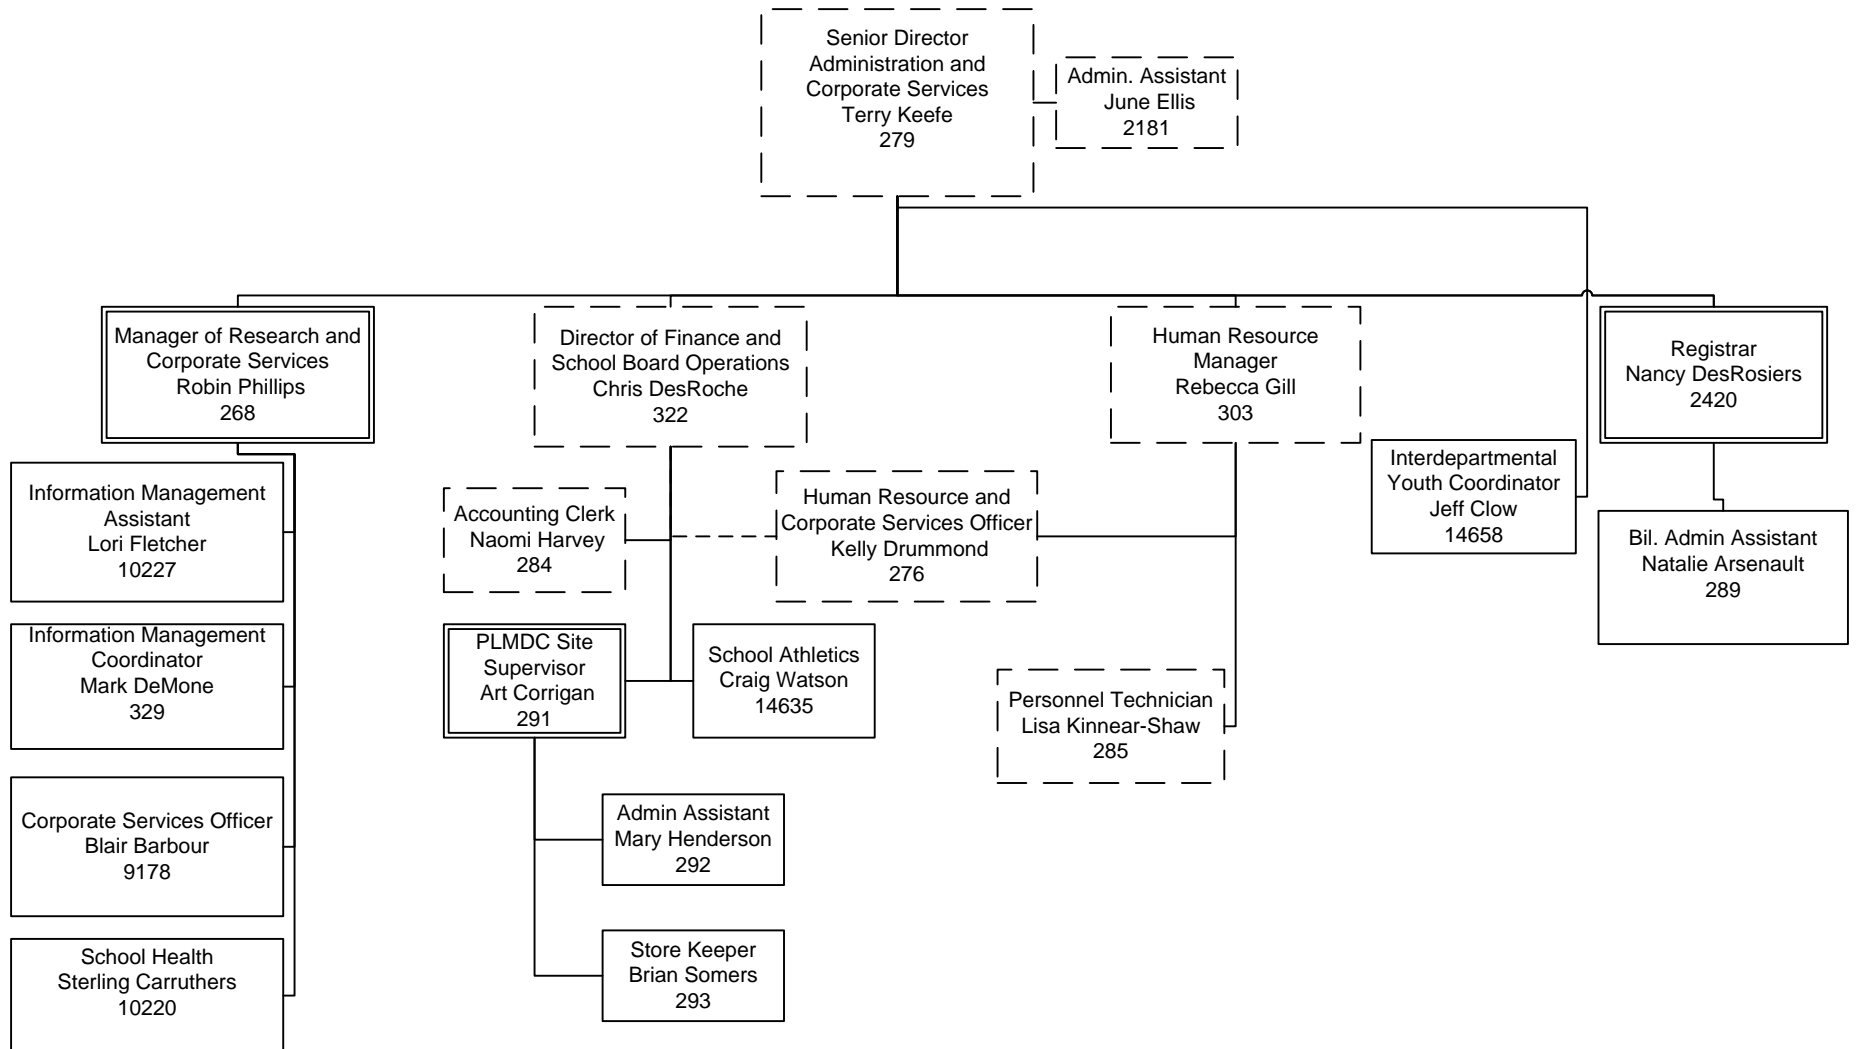 Senior Director
Administration and
Corporate Services
Terry Keefe
279
Admin. Assistant
June Ellis
2181
Manager of Research and
Corporate Services
Robin Phillips
268
Director of Finance and
School Board Operations
Chris DesRoche
322
Human Resource
Manager
Rebecca Gill
303
Registrar
Nancy DesRosiers
2420
Information Management
Assistant
Lori Fletcher
10227
Accounting Clerk
Naomi Harvey
284
Human Resource and
Corporate Services Officer
Kelly Drummond
276
Interdepartmental
Youth Coordinator
Jeff Clow
14658
Bil. Admin Assistant
Natalie Arsenault
289
Information Management
Coordinator
Mark DeMone
329
PLMDC Site
Supervisor
Art Corrigan
291
School Athletics
Craig Watson
14635
Personnel Technician
Lisa Kinnear-Shaw
285
Corporate Services Officer
Blair Barbour
9178
Admin Assistant
Mary Henderson
292
School Health
Sterling Carruthers
10220
Store Keeper
Brian Somers
293